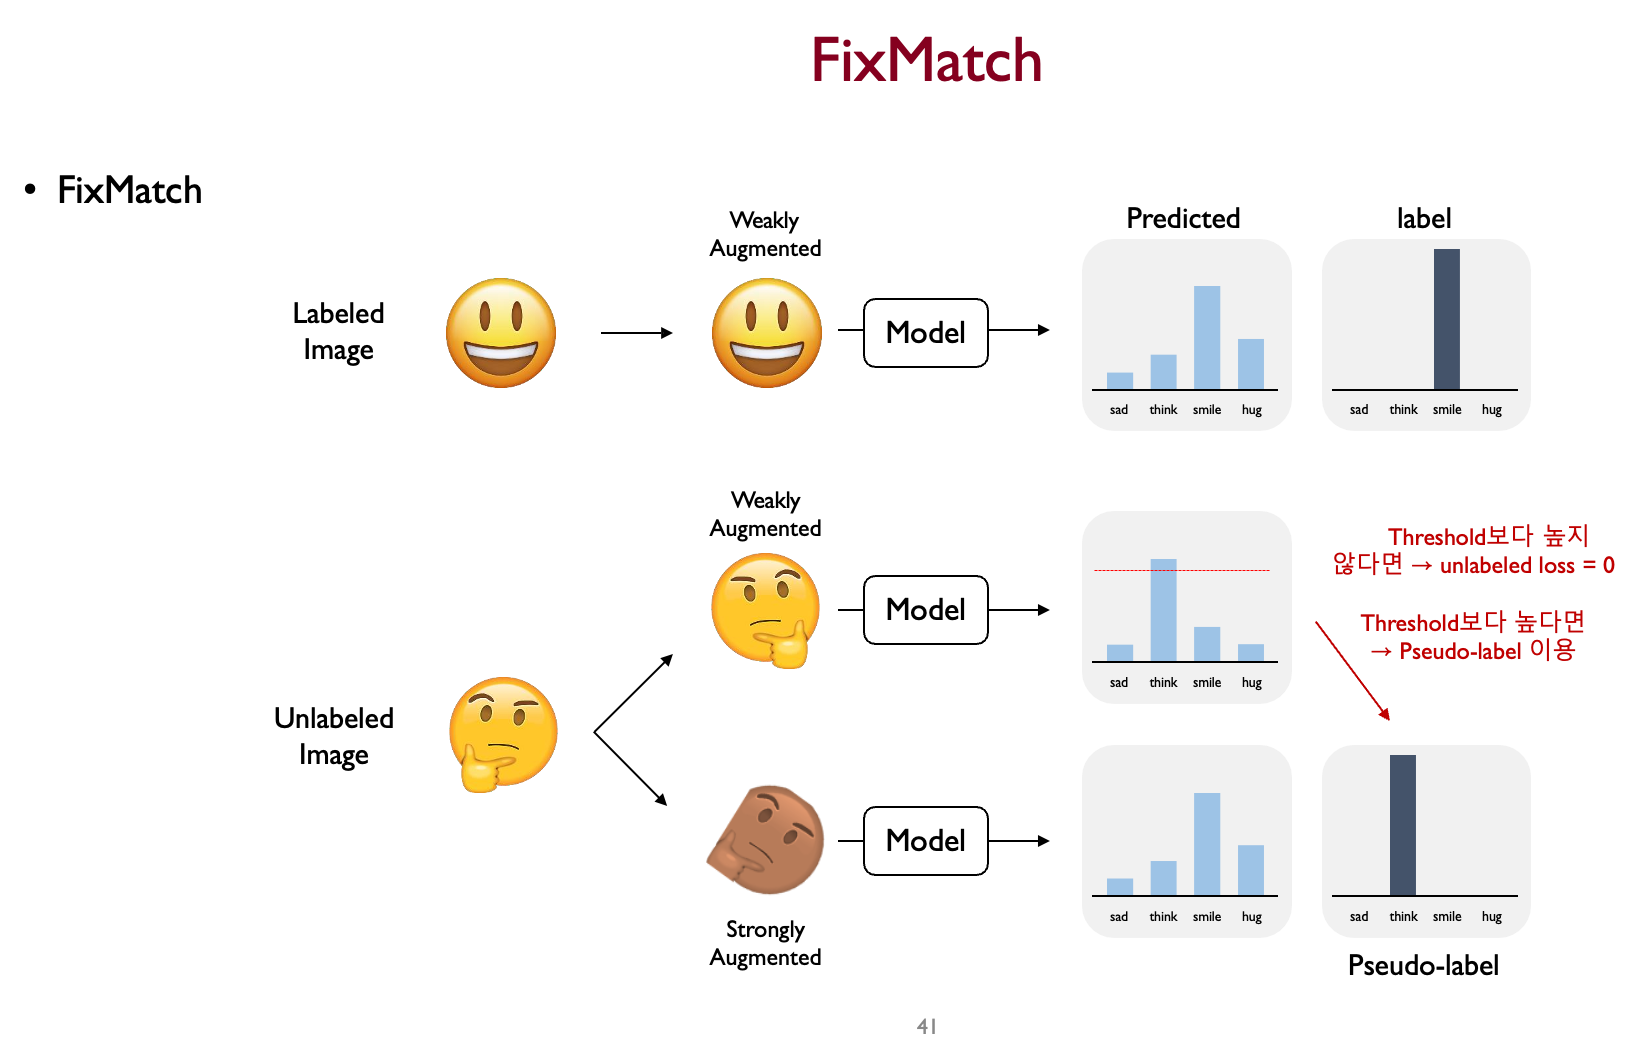 FixMatch
• FixMatch
Weakly
Augmented
Predicted
label
Labeled
Image
Model
sad think smile hug
sad think smile hug
Weakly
Augmented
Threshold보다 높지
않다면 → unlabeled loss = 0
Model
Threshold보다 높다면
→ Pseudo-label 이용
sad think smile hug
Unlabeled
Image
Model
sad think smile hug
sad think smile hug
Strongly
Augmented
Pseudo-label
41